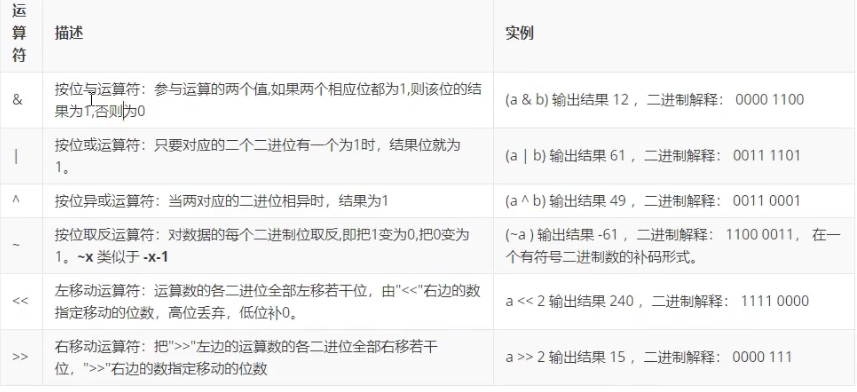 运
算
符
描述
实例
&
按位与运算符：参与运算的两个值,如果两个相应位都为1,则该位的结
果为1,否则为0
(a & b) 输出结果 12 ，二进制解释： 0000 1100
|
按位或运算符：只要对应的二个二进位有一个为1时，结果位就为
1。
(a | b) 输出结果 61 ，二进制解释： 0011 1101
^
按位异或运算符：当两对应的二进位相异时，结果为1
(a ^ b) 输出结果 49 ，二进制解释： 0011 0001
~
按位取反运算符：对数据的每个二进制位取反,即把1变为0,把0变为
1。~x 类似于 -x-1
(~a ) 输出结果 -61 ，二进制解释： 1100 0011， 在一
个有符号二进制数的补码形式。
<<
左移动运算符：运算数的各二进位全部左移若干位，由"<<"右边的数
指定移动的位数，高位丢弃，低位补0。
a << 2 输出结果 240 ，二进制解释： 1111 0000
>>
右移动运算符：把">>"左边的运算数的各二进位全部右移若干
位，">>"右边的数指定移动的位数
a >> 2 输出结果 15 ，二进制解释： 0000 111